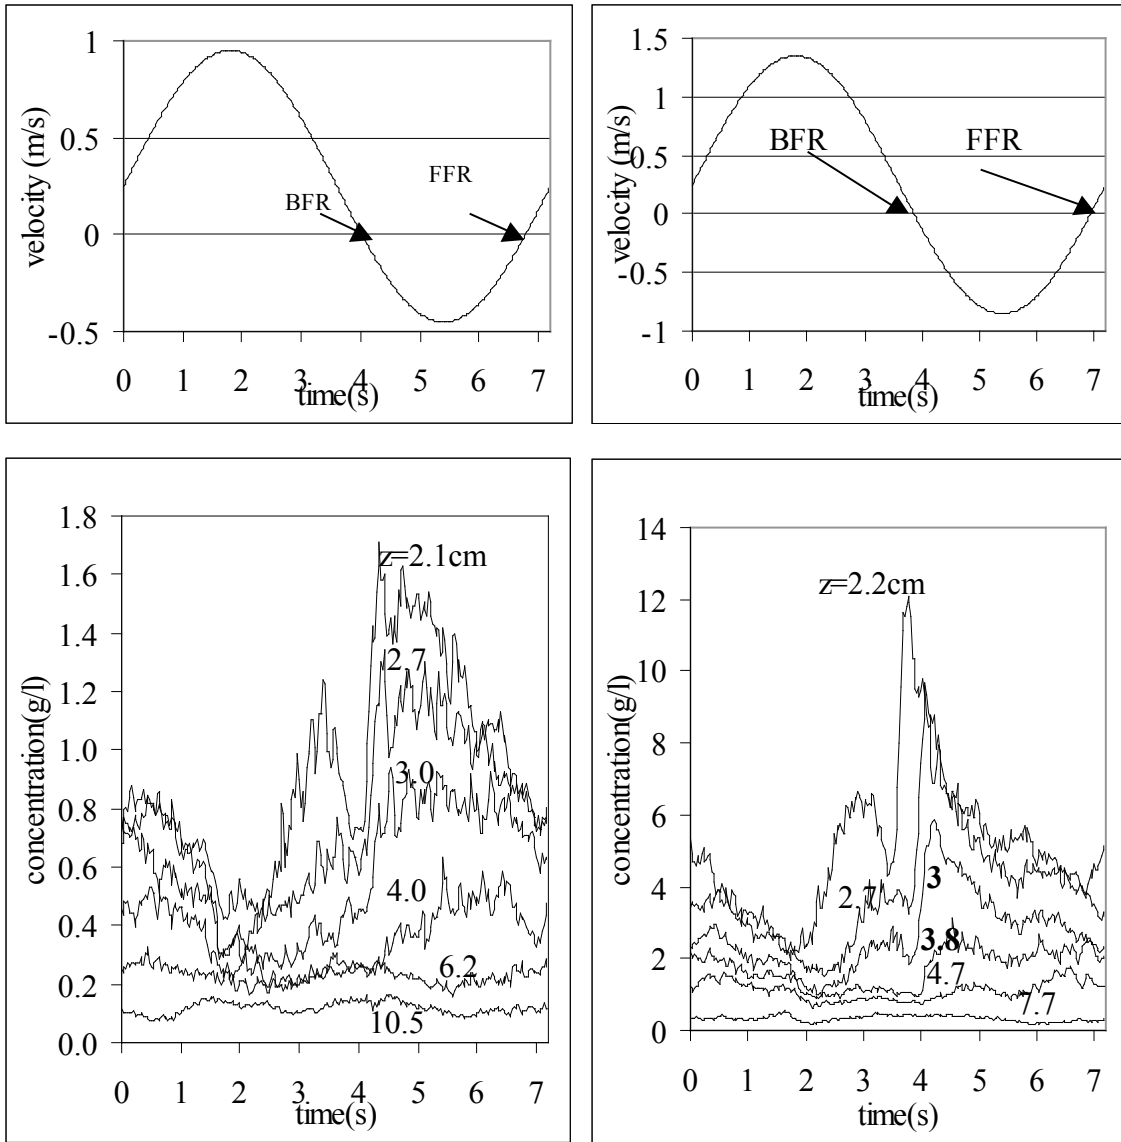 1
0.5
0
-0.5
velocity (m/s)
BFR
FFR
0 1 2 3 4 5 6 7
time(s)
1.5
1
0.5
0
-0.5
-1
velocity (m/s)
BFR
FFR
0 1 2 3 4 5 6 7
time(s)
1.8
1.6
1.4
1.2
1.0
0.8
0.6
0.4
0.2
0.0
concentration(g/l)
z=2.1cm
2.7
3.0
4.0
6.2
10.5
0 1 2 3 4 5 6 7
time(s)
14
12
10
8
6
4
2
0
concentration(g/l)
z=2.2cm
2.7
3
3.8
4.7
7.7
0 1 2 3 4 5 6 7
time(s)